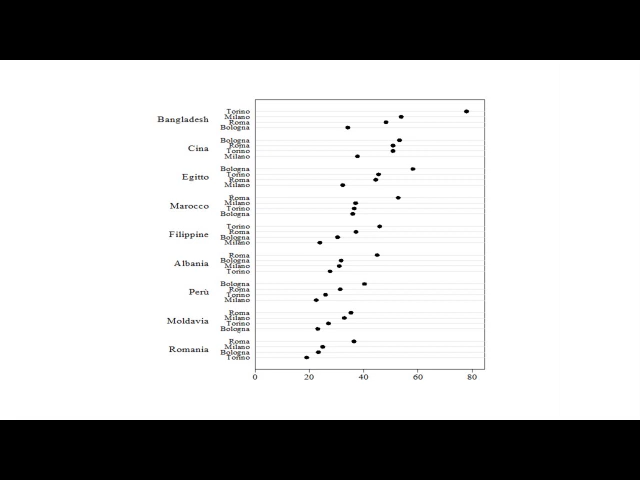 Torino
Milano
Bangladesh Roma
Bologna
Bologna
Cina Roma
Torino
Milano
Bologna
Egitto Torino
Roma
Milano
Roma
Marocco Milano
Torino
Bologna
Torino
Filippine Roma
Bologna
Milano
Roma
Albania Bologna
Milano
Torino
Bologna
Perù Roma
Torino
Milano
Roma
Moldavia Milano
Torino
Bologna
Roma
Romania Milano
Bologna
Torino
0 20 40 60 80